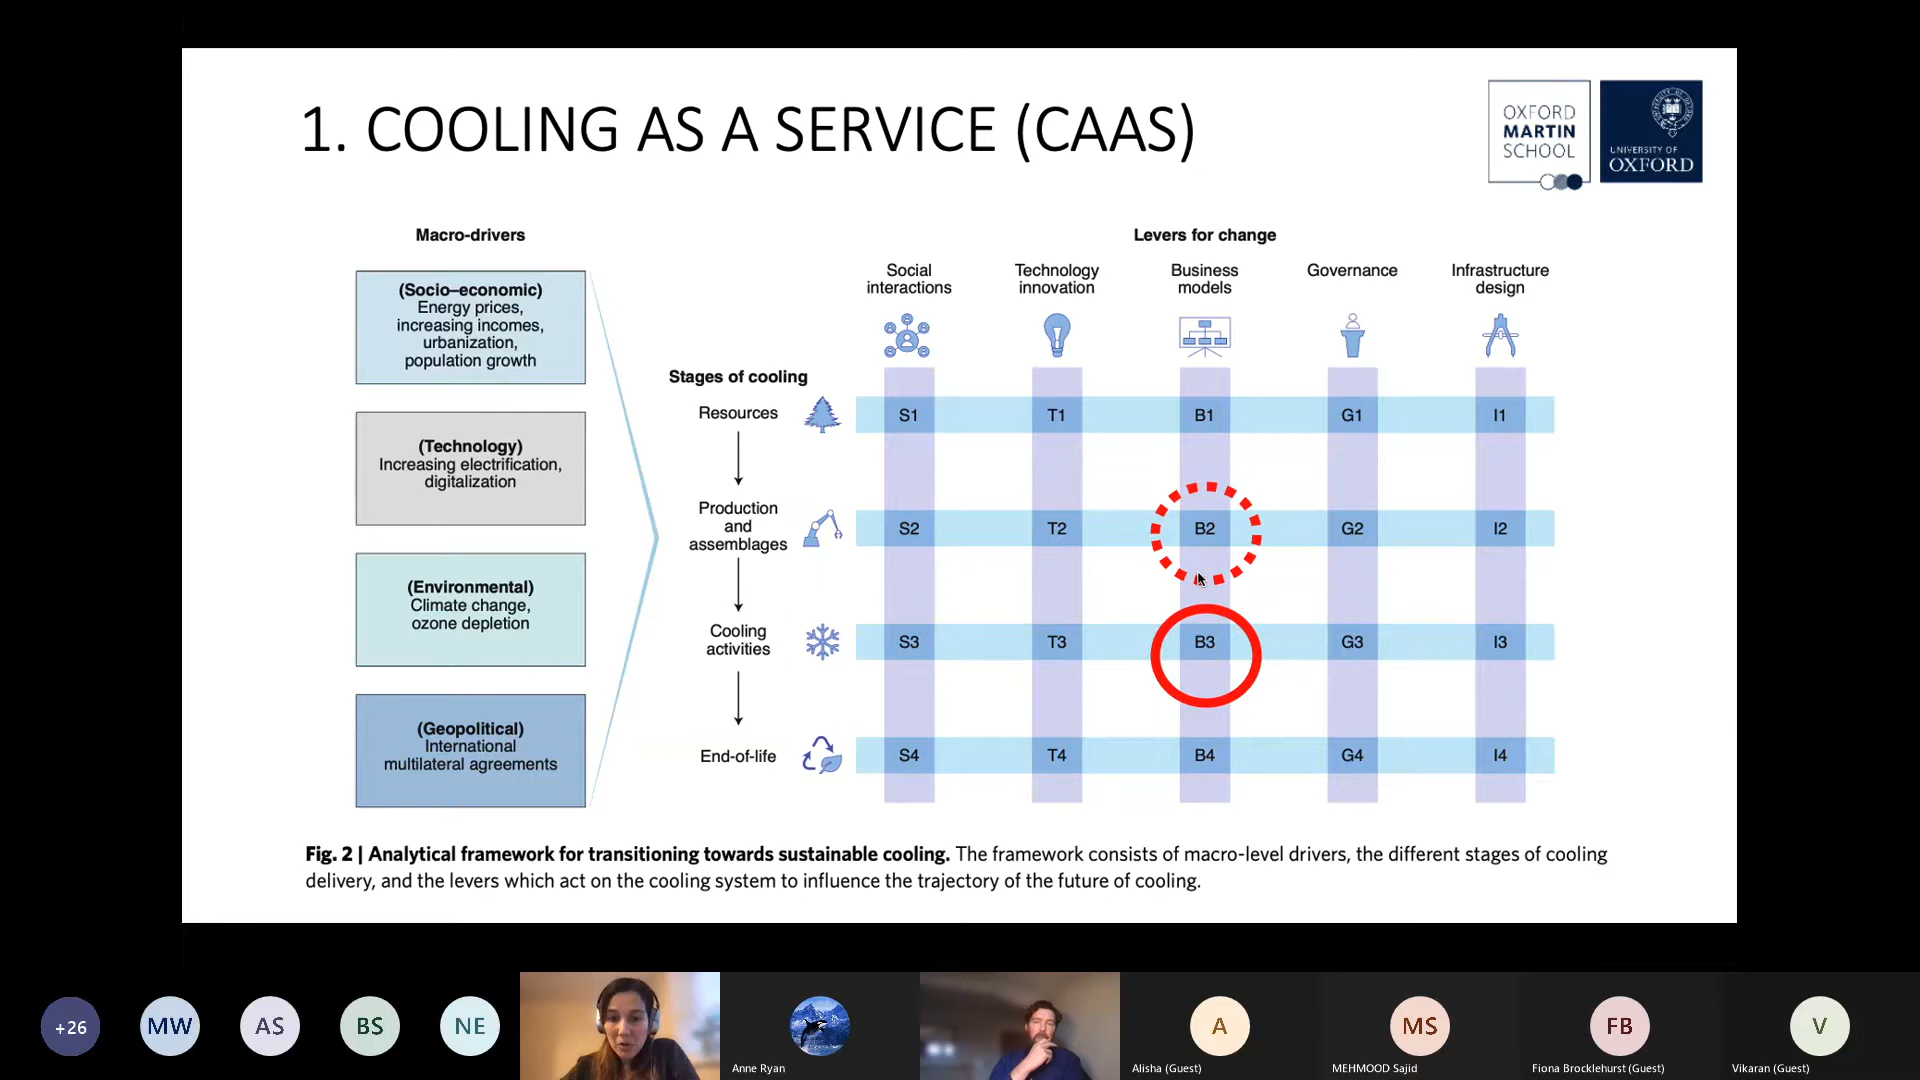 1. COOLING AS A SERVICE (CAAS)
OXFORD
MARTIN
SCHOOL
UNIVERSITY OF
OXFORD
Macro-drivers
(Socio–economic)
Energy prices,
increasing incomes,
urbanization,
population growth
(Technology)
Increasing electrification,
digitalization
(Environmental)
Climate change,
ozone depletion
(Geopolitical)
International
multilateral agreements
Levers for change
Social
interactions
Technology
innovation
Business
models
Governance
Infrastructure
design
Stages of cooling
Resources
S1 T1 B1 G1 I1
Production
and
assemblages
S2 T2 B2 G2 I2
Cooling
activities
S3 T3 B3 G3 I3
End-of-life
S4 T4 B4 G4 I4
Fig. 2 | Analytical framework for transitioning towards sustainable cooling. The framework consists of macro-level drivers, the different stages of cooling
delivery, and the levers which act on the cooling system to influence the trajectory of the future of cooling.
+26
MW
AS
BS
NE
Anne Ryan
A
Alisha (Guest)
MS
MEHMOOD Sajid
FB
Fiona Brocklehurst (Guest)
V
Vikaran (Guest)